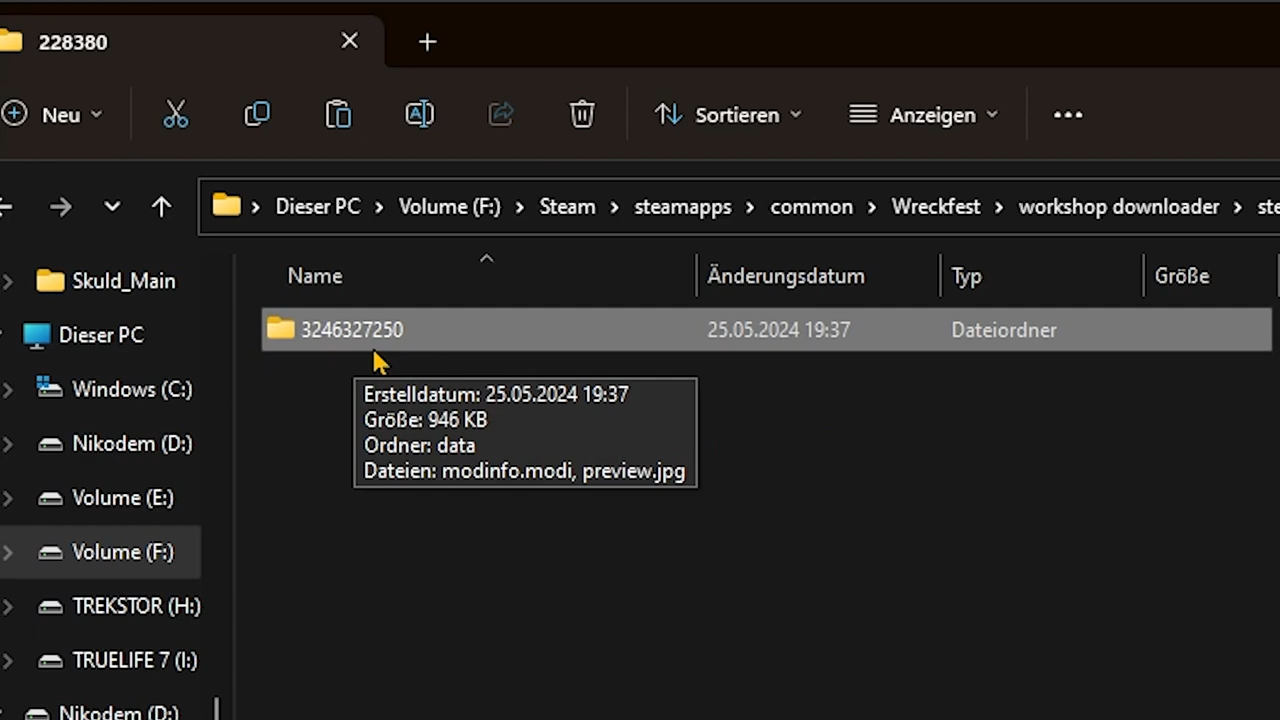 228380
Neu
Sortieren
Anzeigen
Dieser PC > Volume (F:) > Steam > steamapps > common > Wreckfest > workshop downloader >
Name
Änderungsdatum
Typ
Größe
3246327250
25.05.2024 19:37
Dateiordner
Erstelldatum: 25.05.2024 19:37
Größe: 946 KB
Ordner: data
Dateien: modinfo.modi, preview.jpg
Skuld_Main
Dieser PC
Windows (C:)
Nikodem (D:)
Volume (E:)
Volume (F:)
TREKSTOR (H:)
TRUELIFE 7 (I:)
Nikodem (D:)